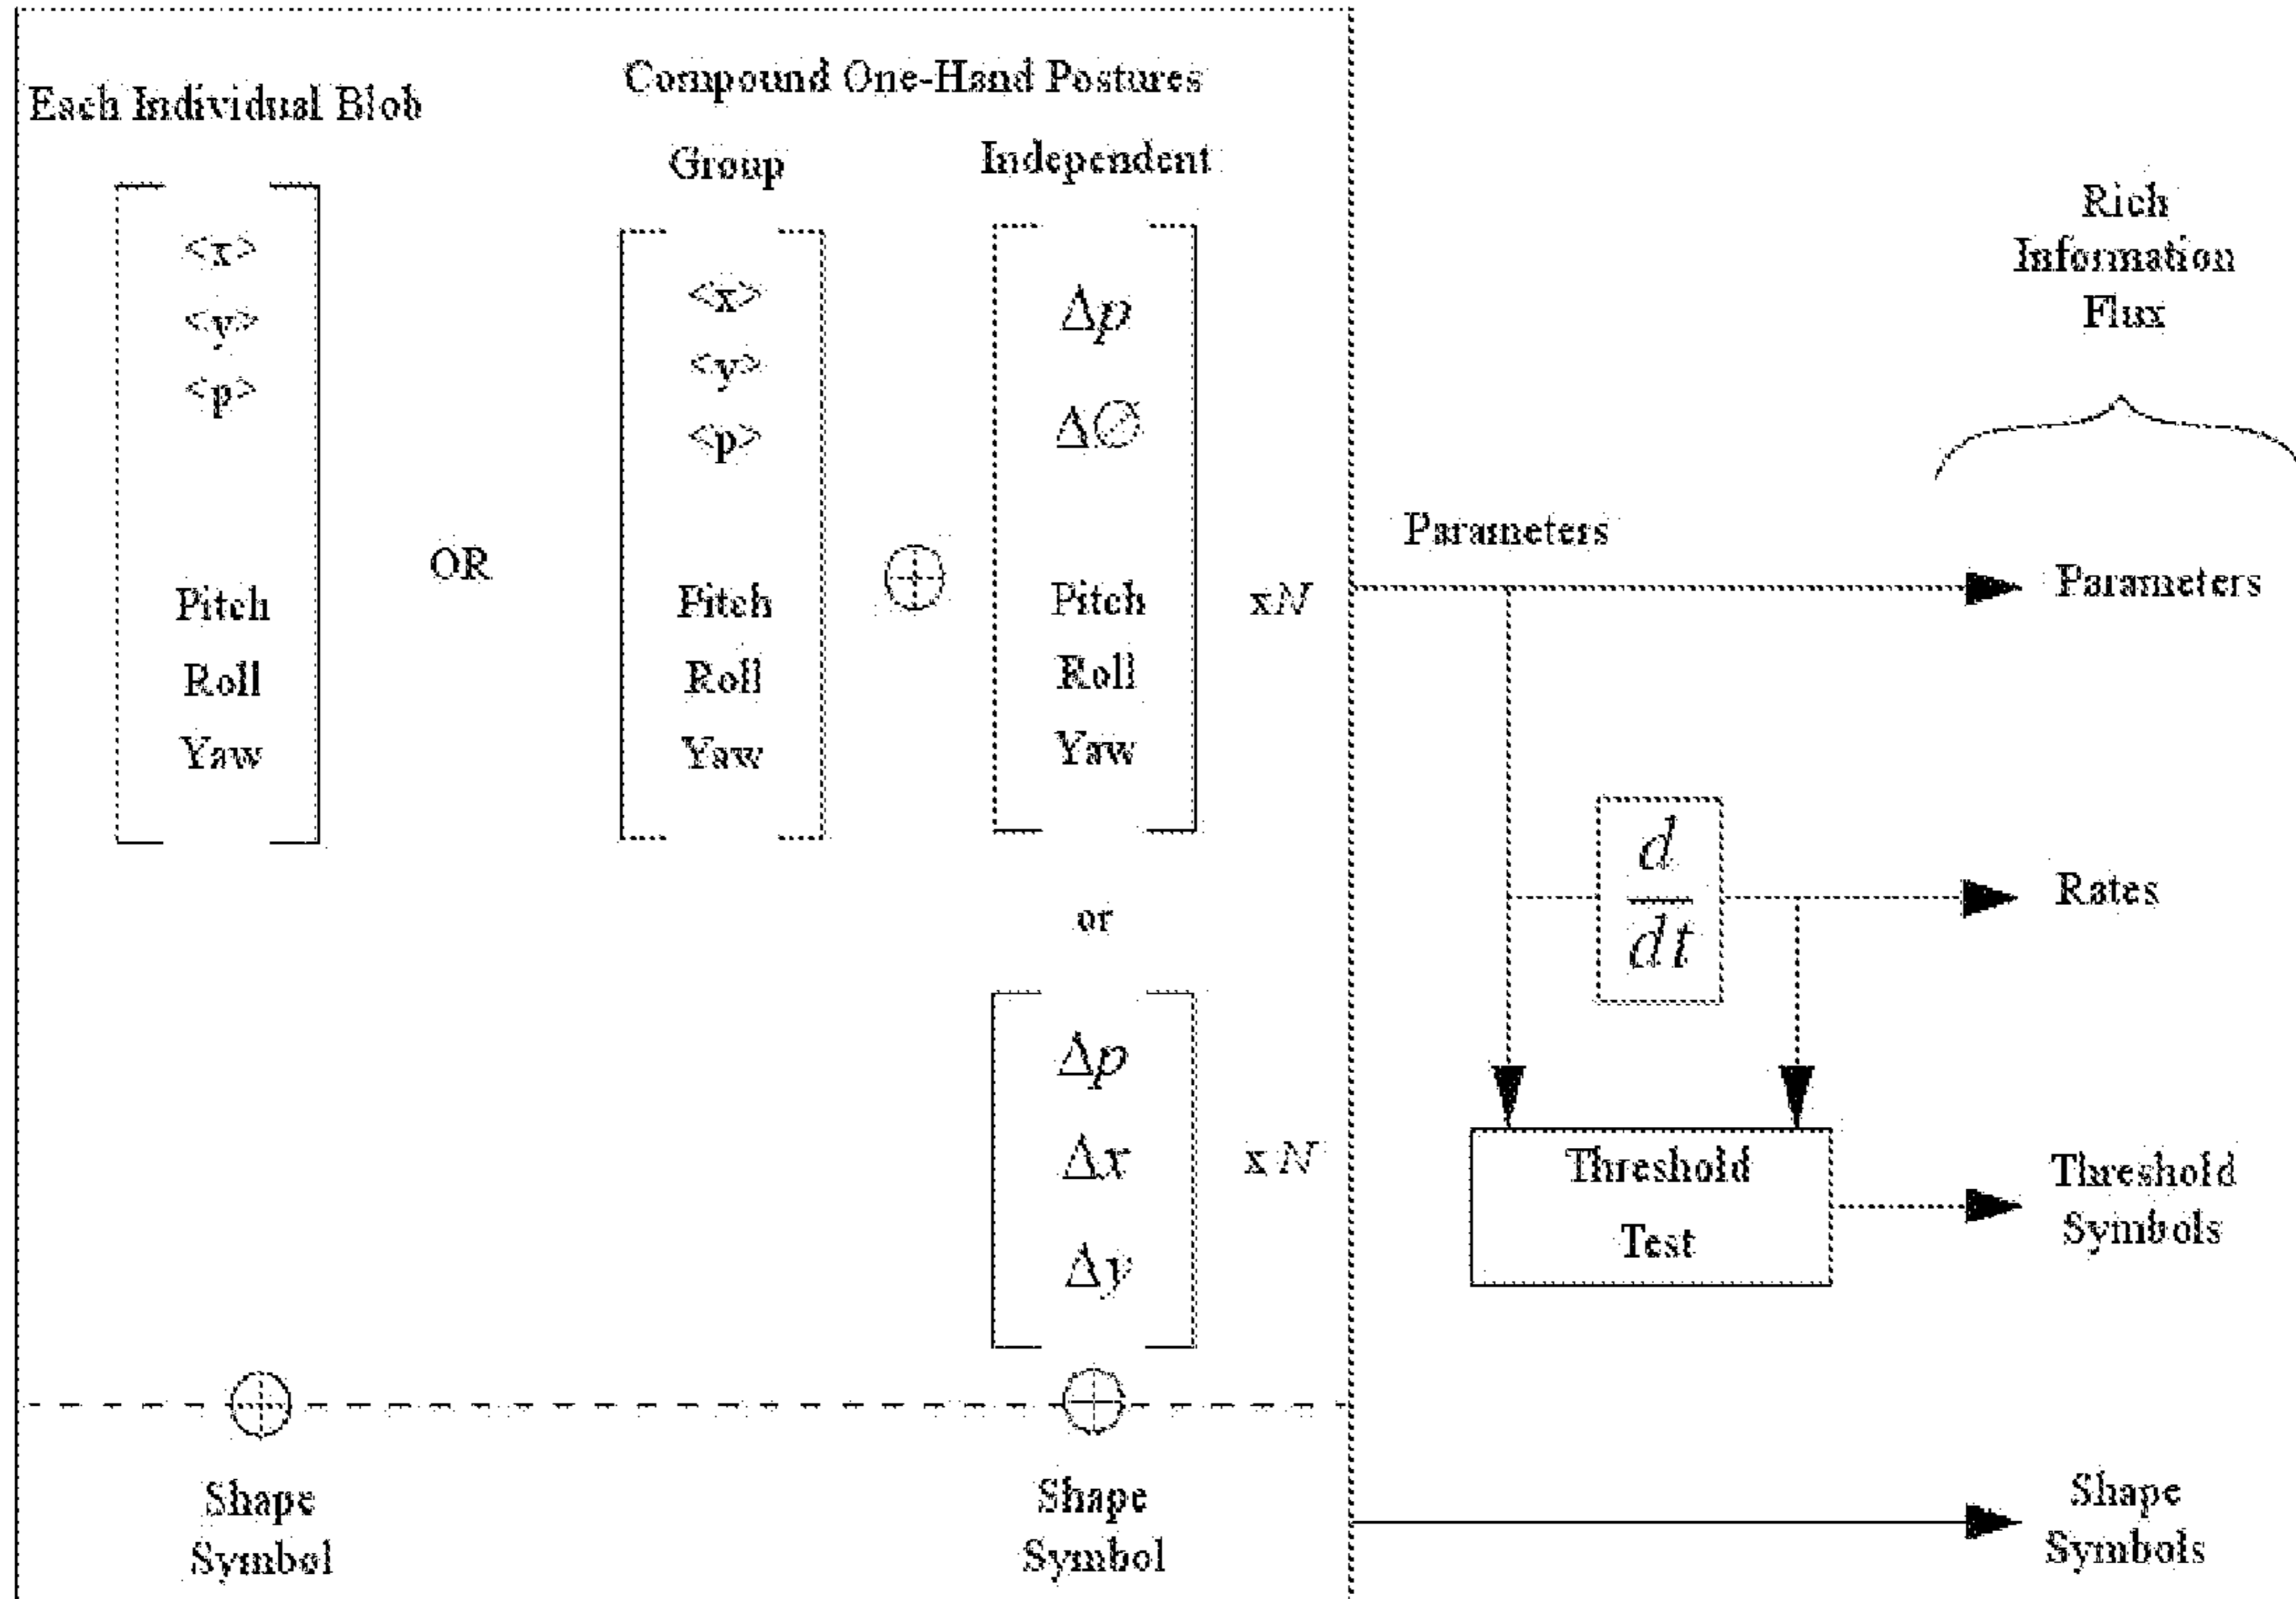 Each Individual Blob
<x>
<y>
<p>
Pitch
Roll
Yaw
OR
Compound One-Hand Postures
Group
<x>
<y>
<p>
Pitch
Roll
Yaw
⊕
Independent
Δp
Δ∅
Pitch
Roll
Yaw
xN
or
Δp
Δx
Δy
x N
⊕
Shape
Symbol
⊕
Shape
Symbol
Parameters
d
dt
Threshold
Test
Rich
Information
Flux
Parameters
Rates
Threshold
Symbols
Shape
Symbols